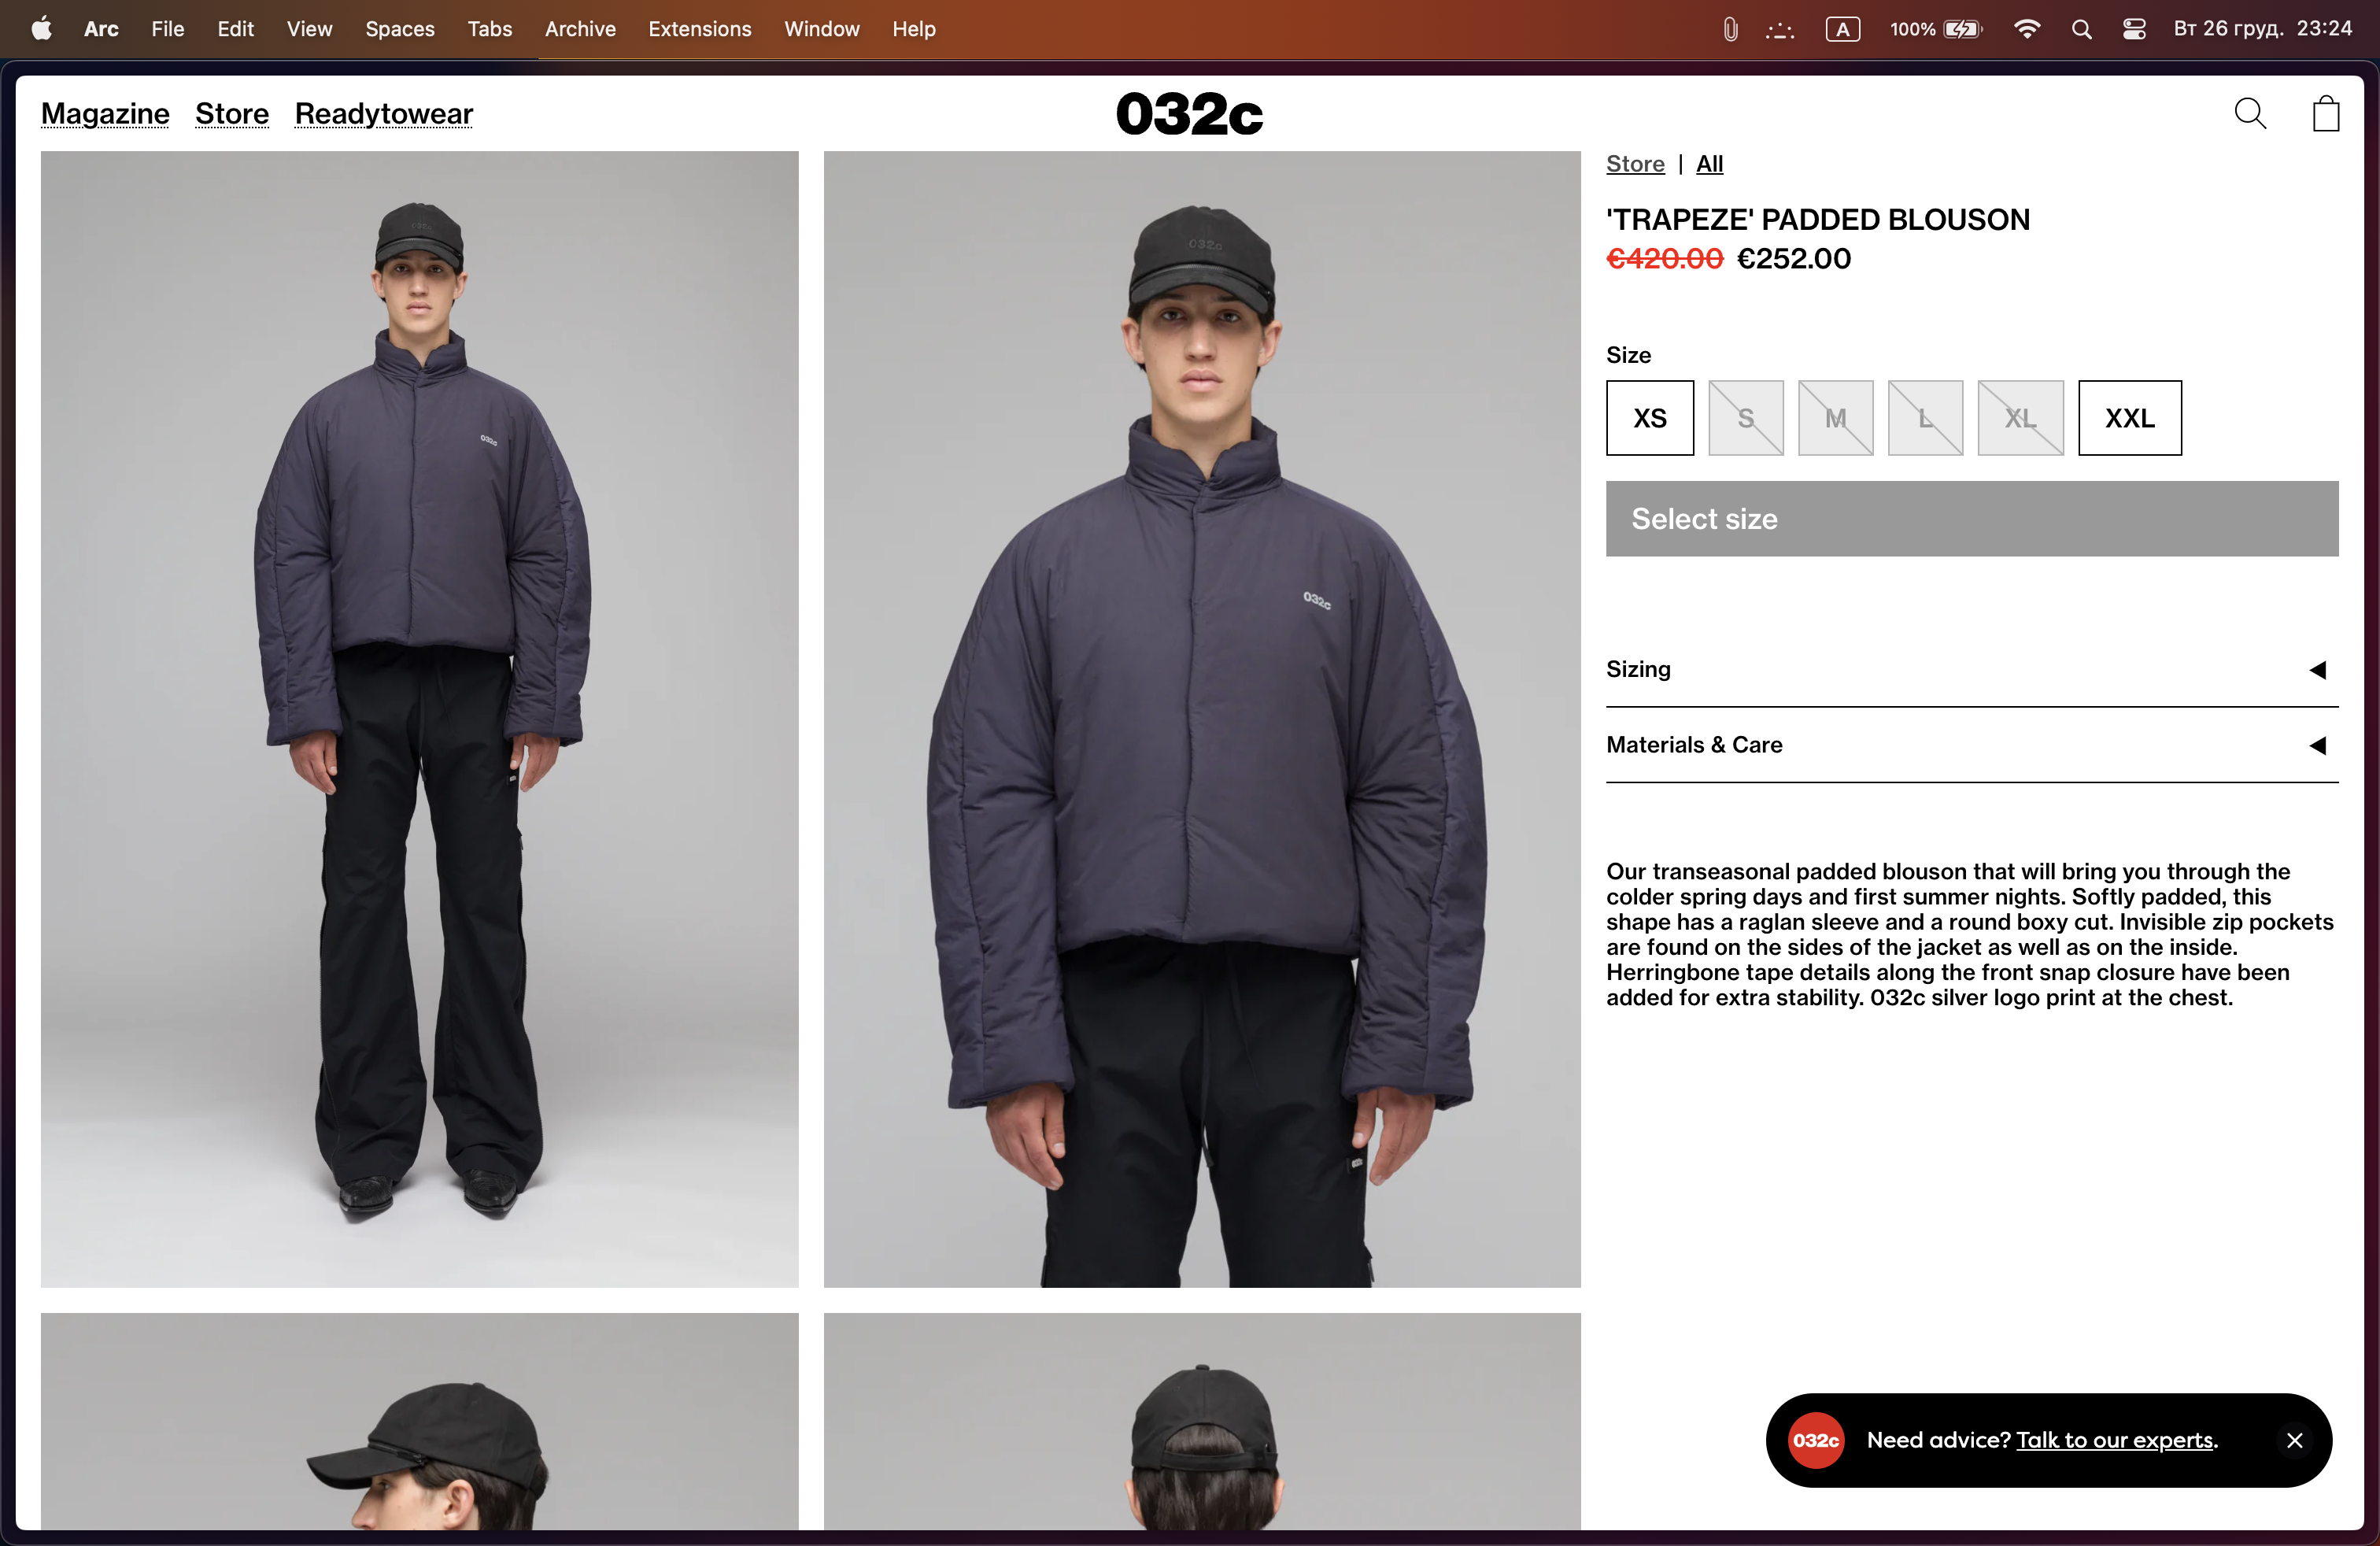 Arc File Edit View Spaces Tabs Archive Extensions Window Help A 100% Вт 26 груд. 23:24
Magazine Store Readytowear 032c
Store | All
'TRAPEZE' PADDED BLOUSON
€420.00 €252.00
Size
XS S M L XL XXL
Select size
Sizing
Materials & Care
Our transeasonal padded blouson that will bring you through the
colder spring days and first summer nights. Softly padded, this
shape has a raglan sleeve and a round boxy cut. Invisible zip pockets
are found on the sides of the jacket as well as on the inside.
Herringbone tape details along the front snap closure have been
added for extra stability. 032c silver logo print at the chest.
032c
032c
032c
032c
032c Need advice? Talk to our experts.